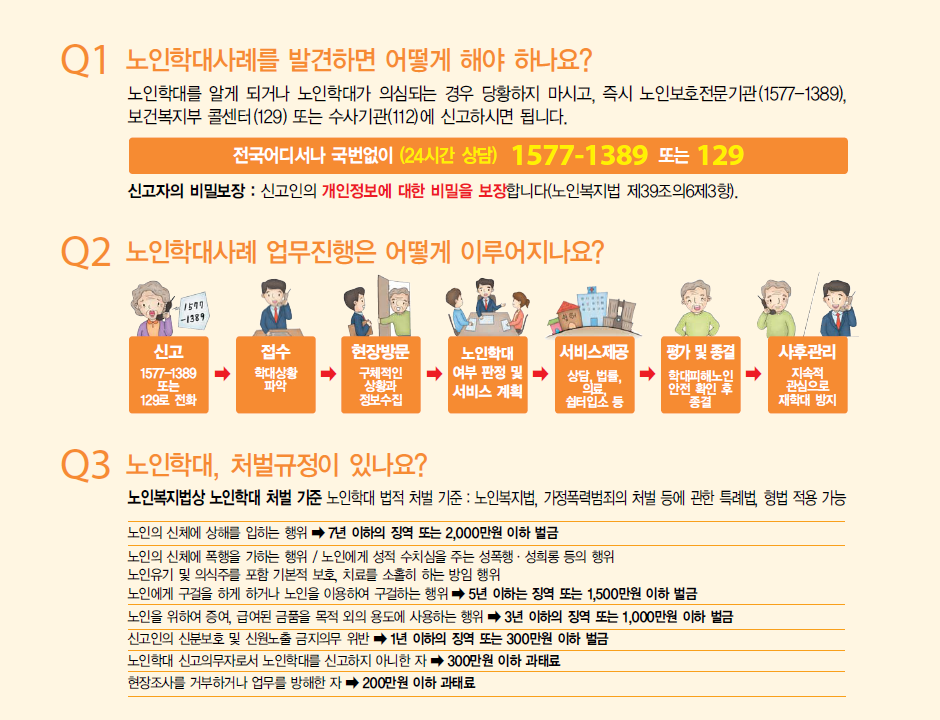 Q1 노인학대사례를 발견하면 어떻게 해야 하나요?
노인학대를 알게 되거나 노인학대가 의심되는 경우 당황하지 마시고, 즉시 노인보호전문기관(1577-1389),
보건복지부 콜센터(129) 또는 수사기관(112)에 신고하시면 됩니다.
전국어디서나 국번없이 (24시간 상담) 1577-1389 또는 129
신고자의 비밀보장 : 신고인의 개인정보에 대한 비밀을 보장합니다(노인복지법 제39조의6제3항).
Q2 노인학대사례 업무진행은 어떻게 이루어지나요?
1577
-1389
신고
1577-1389
또는
129로 전화
접수
학대상황
파악
현장방문
구체적인
상황과
정보수집
노인학대
여부 판정 및
서비스 계획
서비스제공
상담, 법률,
의료,
쉼터입소 등
평가 및 종결
학대피해노인
안전 확인 후
종결
사후관리
지속적
관심으로
재학대 방지
Q3 노인학대, 처벌규정이 있나요?
노인복지법상 노인학대 처벌 기준 노인학대 법적 처벌 기준 : 노인복지법, 가정폭력범죄의 처벌 등에 관한 특례법, 형법 적용 가능
노인의 신체에 상해를 입히는 행위 ➡ 7년 이하의 징역 또는 2,000만원 이하 벌금
노인의 신체에 폭행을 가하는 행위 / 노인에게 성적 수치심을 주는 성폭행·성희롱 등의 행위
노인유기 및 의식주를 포함 기본적 보호, 치료를 소홀히 하는 방임 행위
노인에게 구걸을 하게 하거나 노인을 이용하여 구걸하는 행위 ➡ 5년 이하는 징역 또는 1,500만원 이하 벌금
노인을 위하여 증여, 급여된 금품을 목적 외의 용도에 사용하는 행위 ➡ 3년 이하의 징역 또는 1,000만원 이하 벌금
신고인의 신분보호 및 신원노출 금지의무 위반 ➡ 1년 이하의 징역 또는 300만원 이하 벌금
노인학대 신고의무자로서 노인학대를 신고하지 아니한 자 ➡ 300만원 이하 과태료
현장조사를 거부하거나 업무를 방해한 자 ➡ 200만원 이하 과태료